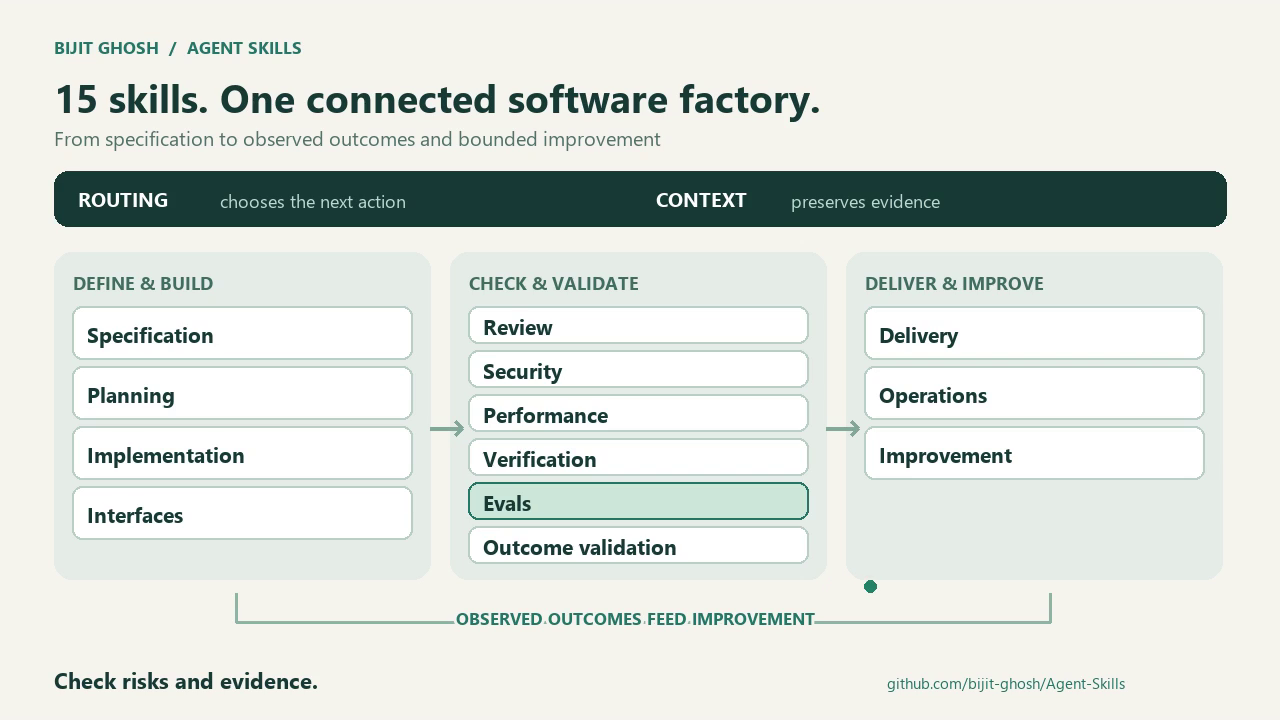 BIJIT GHOSH / AGENT SKILLS
15 skills. One connected software factory.
From specification to observed outcomes and bounded improvement
ROUTING chooses the next action CONTEXT preserves evidence
DEFINE & BUILD
Specification
Planning
Implementation
Interfaces
CHECK & VALIDATE
Review
Security
Performance
Verification
Evals
Outcome validation
DELIVER & IMPROVE
Delivery
Operations
Improvement
OBSERVED OUTCOMES FEED IMPROVEMENT
Check risks and evidence.
github.com/bijit-ghosh/Agent-Skills